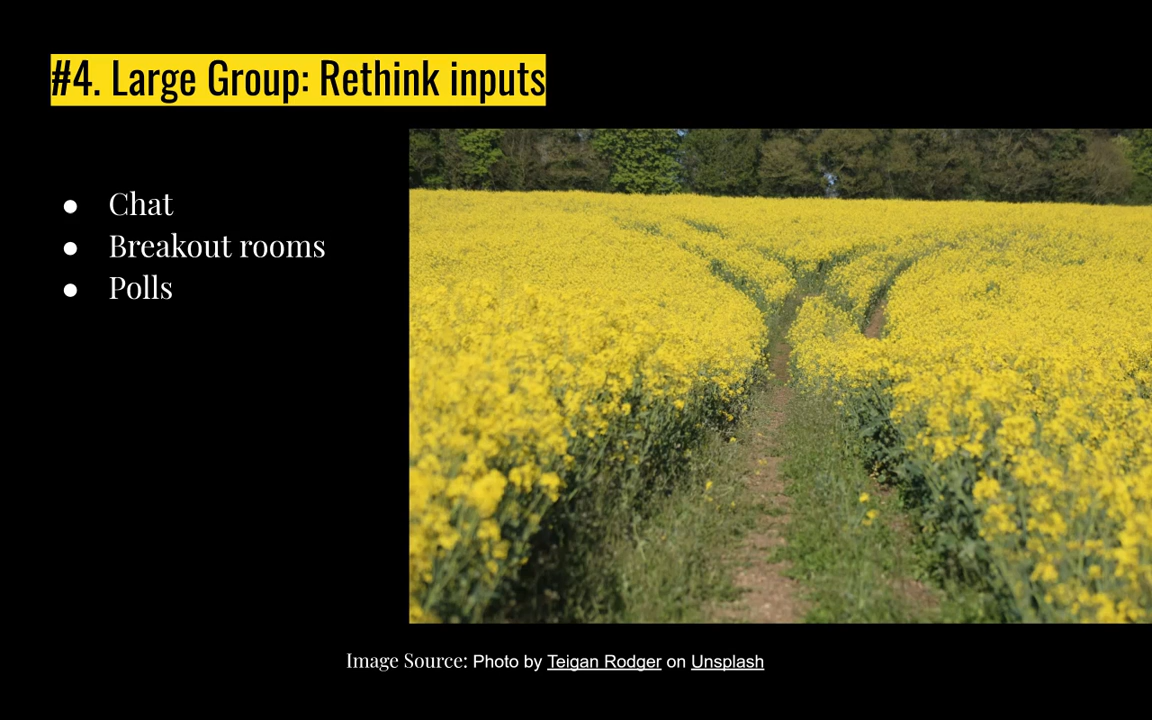 #4. Large Group: Rethink inputs
● Chat
● Breakout rooms
● Polls
Image Source: Photo by Teigan Rodger on Unsplash